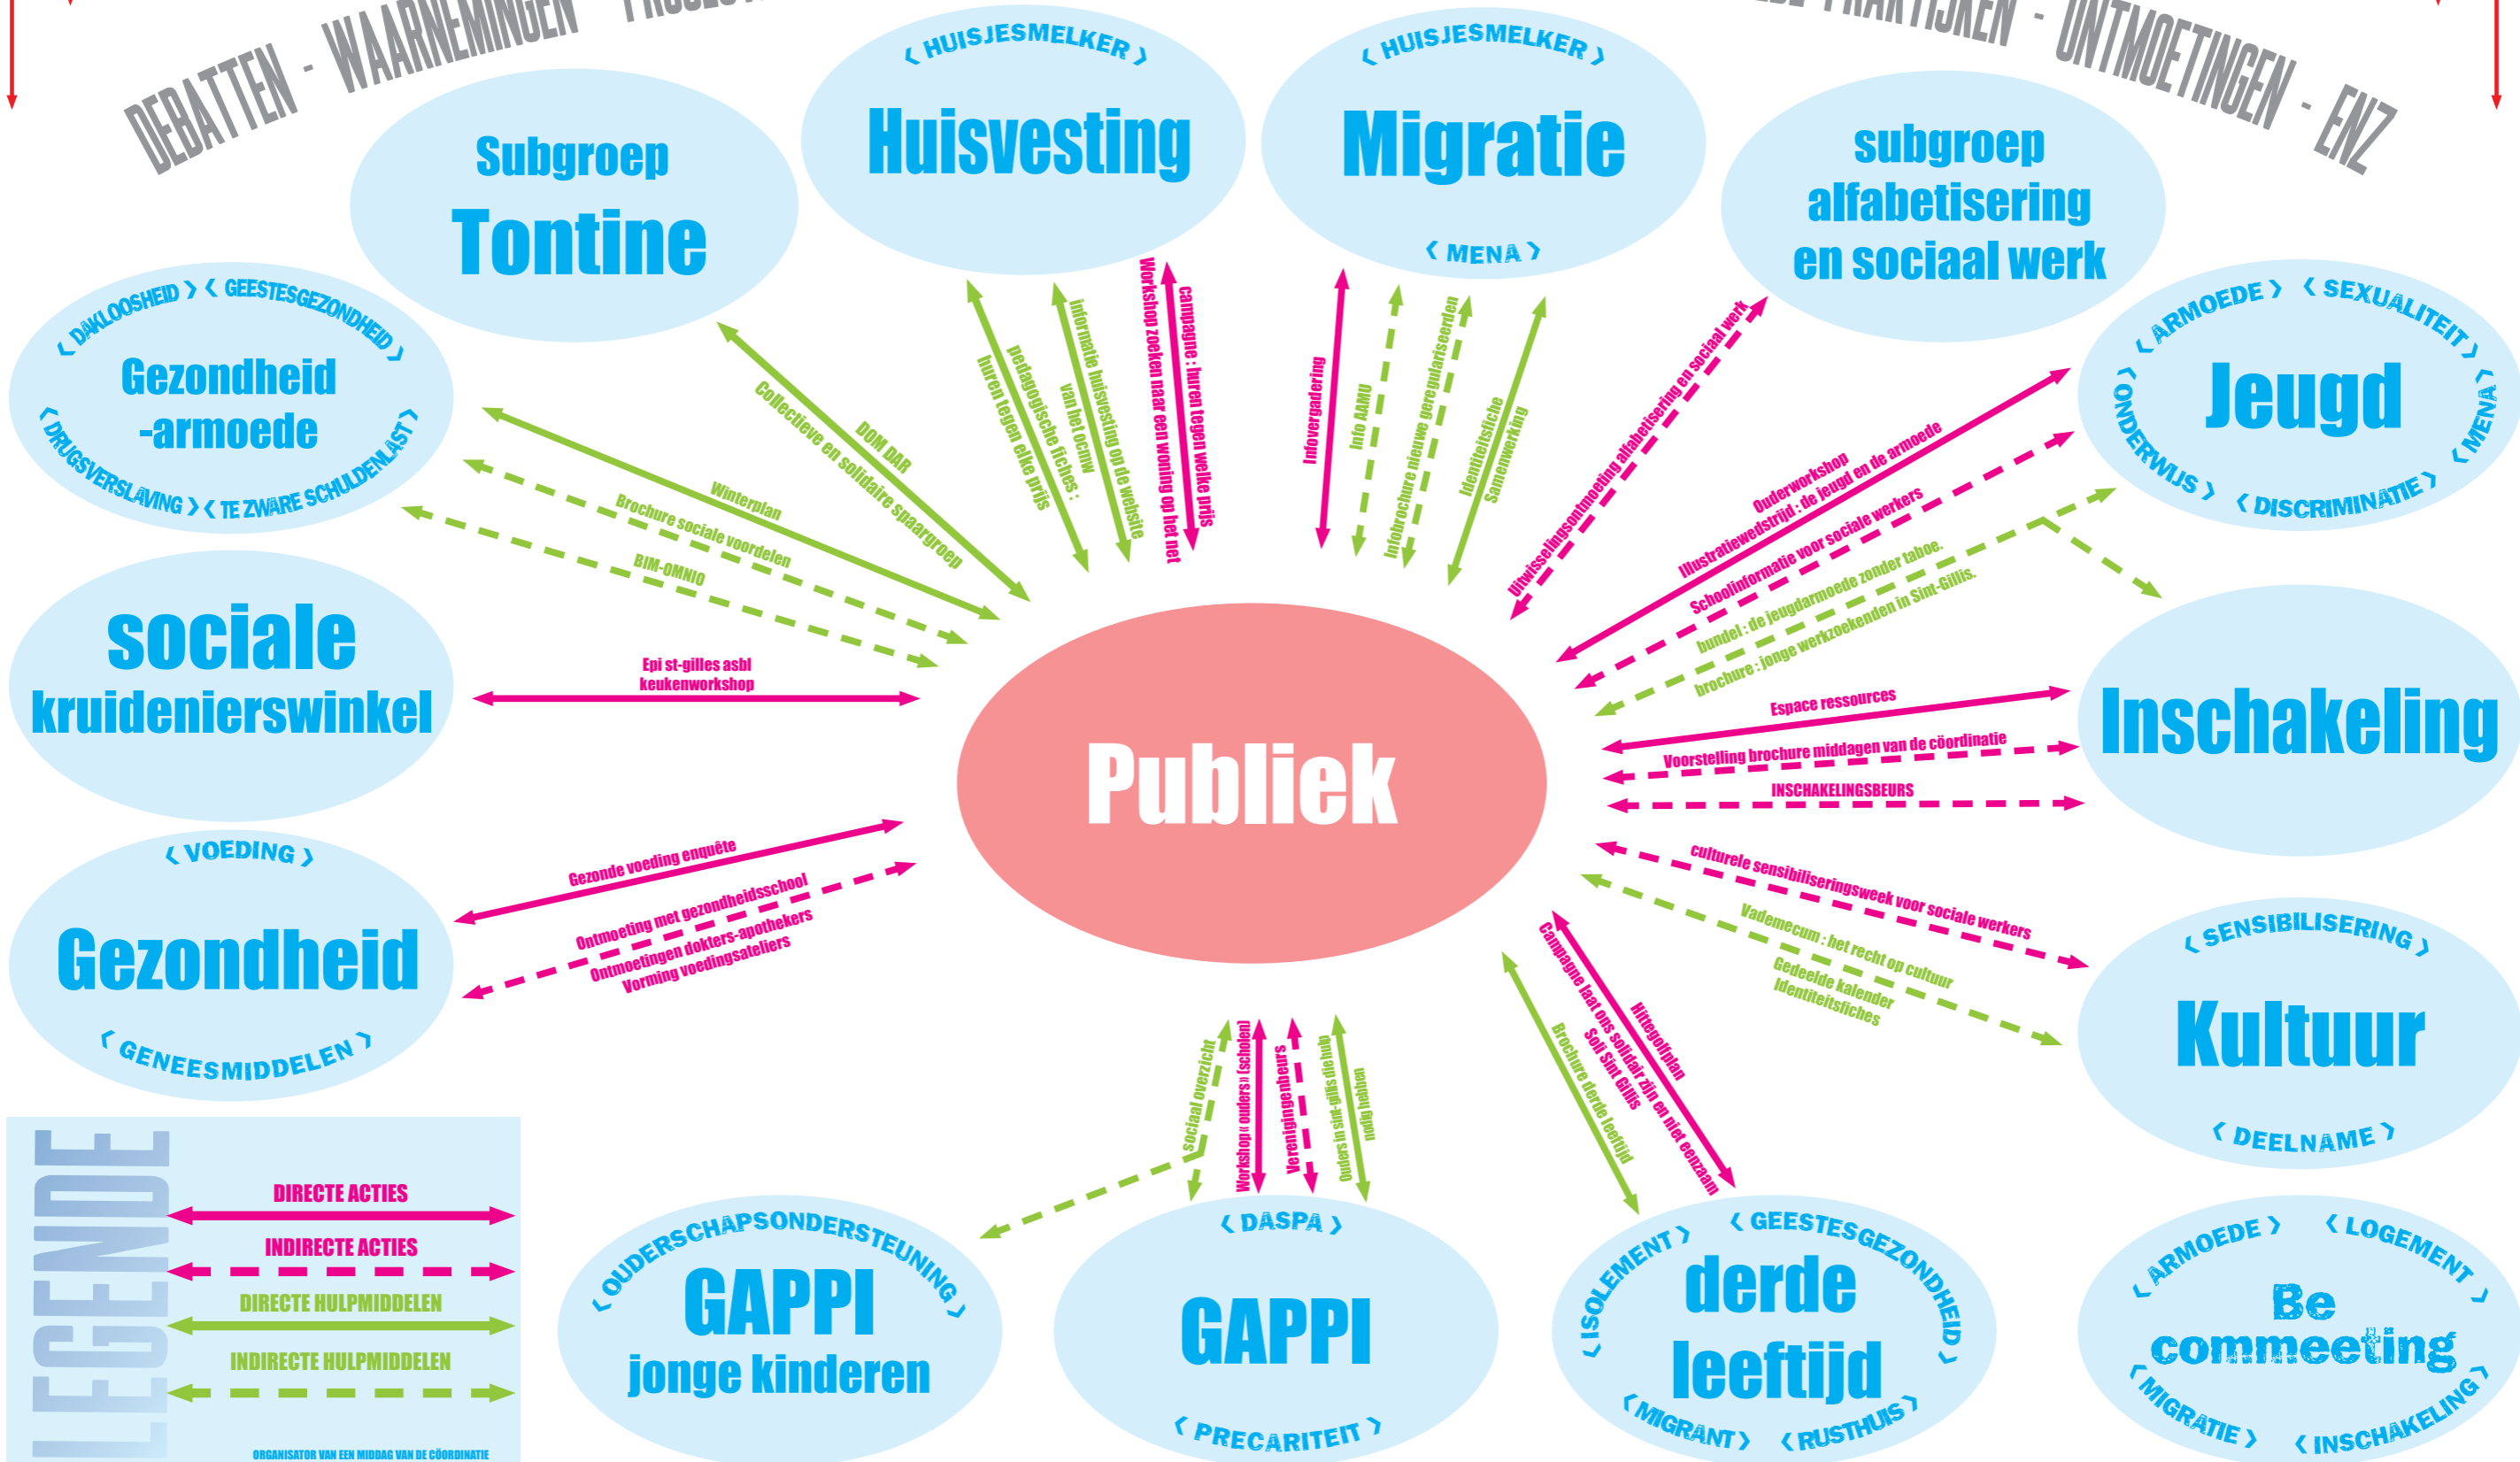 DEBATTEN - WAARNEMINGEN -
PRAKTIJKEN - ONTMOETINGEN - ENZ
Subgroep
Tontine
‹ HUISJESMELKER ›
Huisvesting
‹ HUISJESMELKER ›
Migratie
‹ MENA ›
subgroep
alfabetisering
en sociaal werk
‹ DAKLOOSHEID › ‹ GEESTESGEZONDHEID ›
Gezondheid
-armoede
‹ DRUGSVERSLAVING › ‹ TE ZWARE SCHULDENLAST ›
‹ ARMOEDE › ‹ SEXUALITEIT ›
Jeugd
‹ ONDERWIJS › ‹ DISCRIMINATIE › ‹ MENA ›
sociale
kruidenierswinkel
Inschakeling
‹ VOEDING ›
Gezondheid
‹ GENEESMIDDELEN ›
‹ SENSIBILISERING ›
Kultuur
‹ DEELNAME ›
Publiek
Winterplan
Brochure sociale voordelen
BIM-OMNIO
DOM DAR
Collectieve en solidaire spaargroep
pedagogische fiches :
huren tegen elke prijs
informatie huisvesting op de website
van het ocmw
campagne : huren tegen welke prijs
Workshop zoeken naar een woning op het net
Infovergadering
Info AAMU
Infobrochure nieuwe geregulariseerden
Identiteitsfiche
Samenwerking
Uitwisselingsontmoeting alfabetisering en sociaal werk
Ouderworkshop
Illustratiewedstrijd : de jeugd en de armoede
Schoolinformatie voor sociale werkers
bundel : de jeugdarmoede zonder taboe.
brochure : jonge werkzoekenden in Sint-Gillis.
Epi st-gilles asbl
keukenworkshop
Espace ressources
Voorstelling brochure middagen van de cöordinatie
INSCHAKELINGSBEURS
Gezonde voeding enquête
Ontmoeting met gezondheidsschool
Ontmoetingen dokters-apothekers
Vorming voedingsateliers
culturele sensibiliseringsweek voor sociale werkers
Vademecum : het recht op cultuur
Gedeelde kalender
Identiteitsfiches
Hittegolfplan
Campagne laat ons solidair zijn en niet eenzaam
Soli Sint Gillis
Brochure derde leeftijd
sociaal overzicht
Workshop « ouders » (scholen)
Verenigingenbeurs
Ouders in sint-gillis die hulp
nodig hebben
LEGENDE
DIRECTE ACTIES
INDIRECTE ACTIES
DIRECTE HULPMIDDELEN
INDIRECTE HULPMIDDELEN
ORGANISATOR VAN EEN MIDDAG VAN DE CÖORDINATIE
‹ OUDERSCHAPSONDERSTEUNING ›
GAPPI
jonge kinderen
‹ DASPA ›
GAPPI
‹ PRECARITEIT ›
‹ ISOLEMENT › ‹ GEESTESGEZONDHEID ›
derde
leeftijd
‹ MIGRANT › ‹ RUSTHUIS ›
‹ ARMOEDE › ‹ LOGEMENT ›
Be
commeeting
‹ MIGRATIE › ‹ INSCHAKELING ›